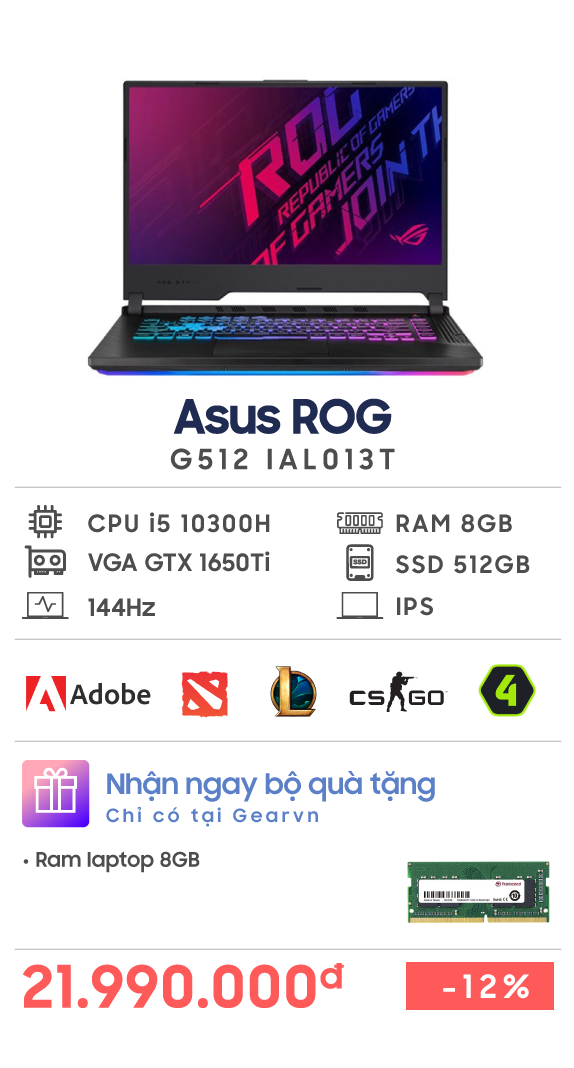 ROG
REPUBLIC OF GAMERS
OF GAMERS
JOIN TH
Asus ROG
G512 IAL013T
CPU i5 10300H
RAM 8GB
VGA GTX 1650Ti
SSD
SSD 512GB
144Hz
IPS
Adobe
CS GO
4
Nhận ngay bộ quà tặng
Chỉ có tại Gearvn
• Ram laptop 8GB
Transcend
21.990.000đ
-12%